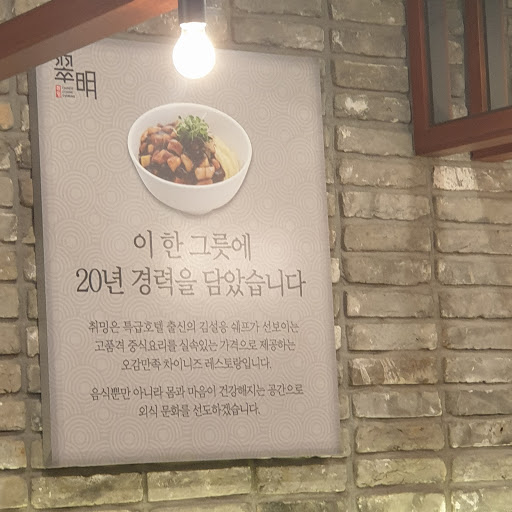 翠明
이 한 그릇에
20년 경력을 담았습니다
취밍은 특급호텔 출신의 김설웅 쉐프가 선보이는
고품격 중식요리를 실속있는 가격으로 제공하는
오감만족 차이니즈 레스토랑입니다.
음식뿐만 아니라 몸과 마음이 건강해지는 공간으로
외식 문화를 선도하겠습니다.